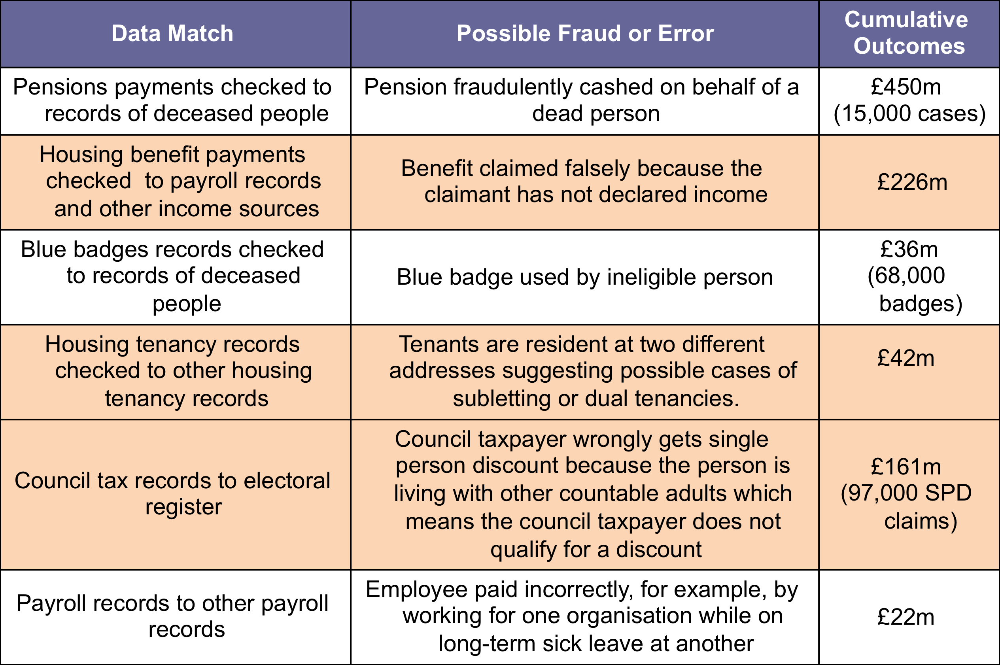 Data Match
Possible Fraud or Error
Cumulative
Outcomes
Pensions payments checked to
records of deceased people
Pension fraudulently cashed on behalf of a
dead person
£450m
(15,000 cases)
Housing benefit payments
checked  to payroll records
and other income sources
Benefit claimed falsely because the
claimant has not declared income
£226m
Blue badges records checked
to records of deceased
people
Blue badge used by ineligible person
£36m
(68,000
badges)
Housing tenancy records
checked to other housing
tenancy records
Tenants are resident at two different
addresses suggesting possible cases of
subletting or dual tenancies.
£42m
Council tax records to electoral
register
Council taxpayer wrongly gets single
person discount because the person is
living with other countable adults which
means the council taxpayer does not
qualify for a discount
£161m
(97,000 SPD
claims)
Payroll records to other payroll
records
Employee paid incorrectly, for example, by
working for one organisation while on
long-term sick leave at another
£22m